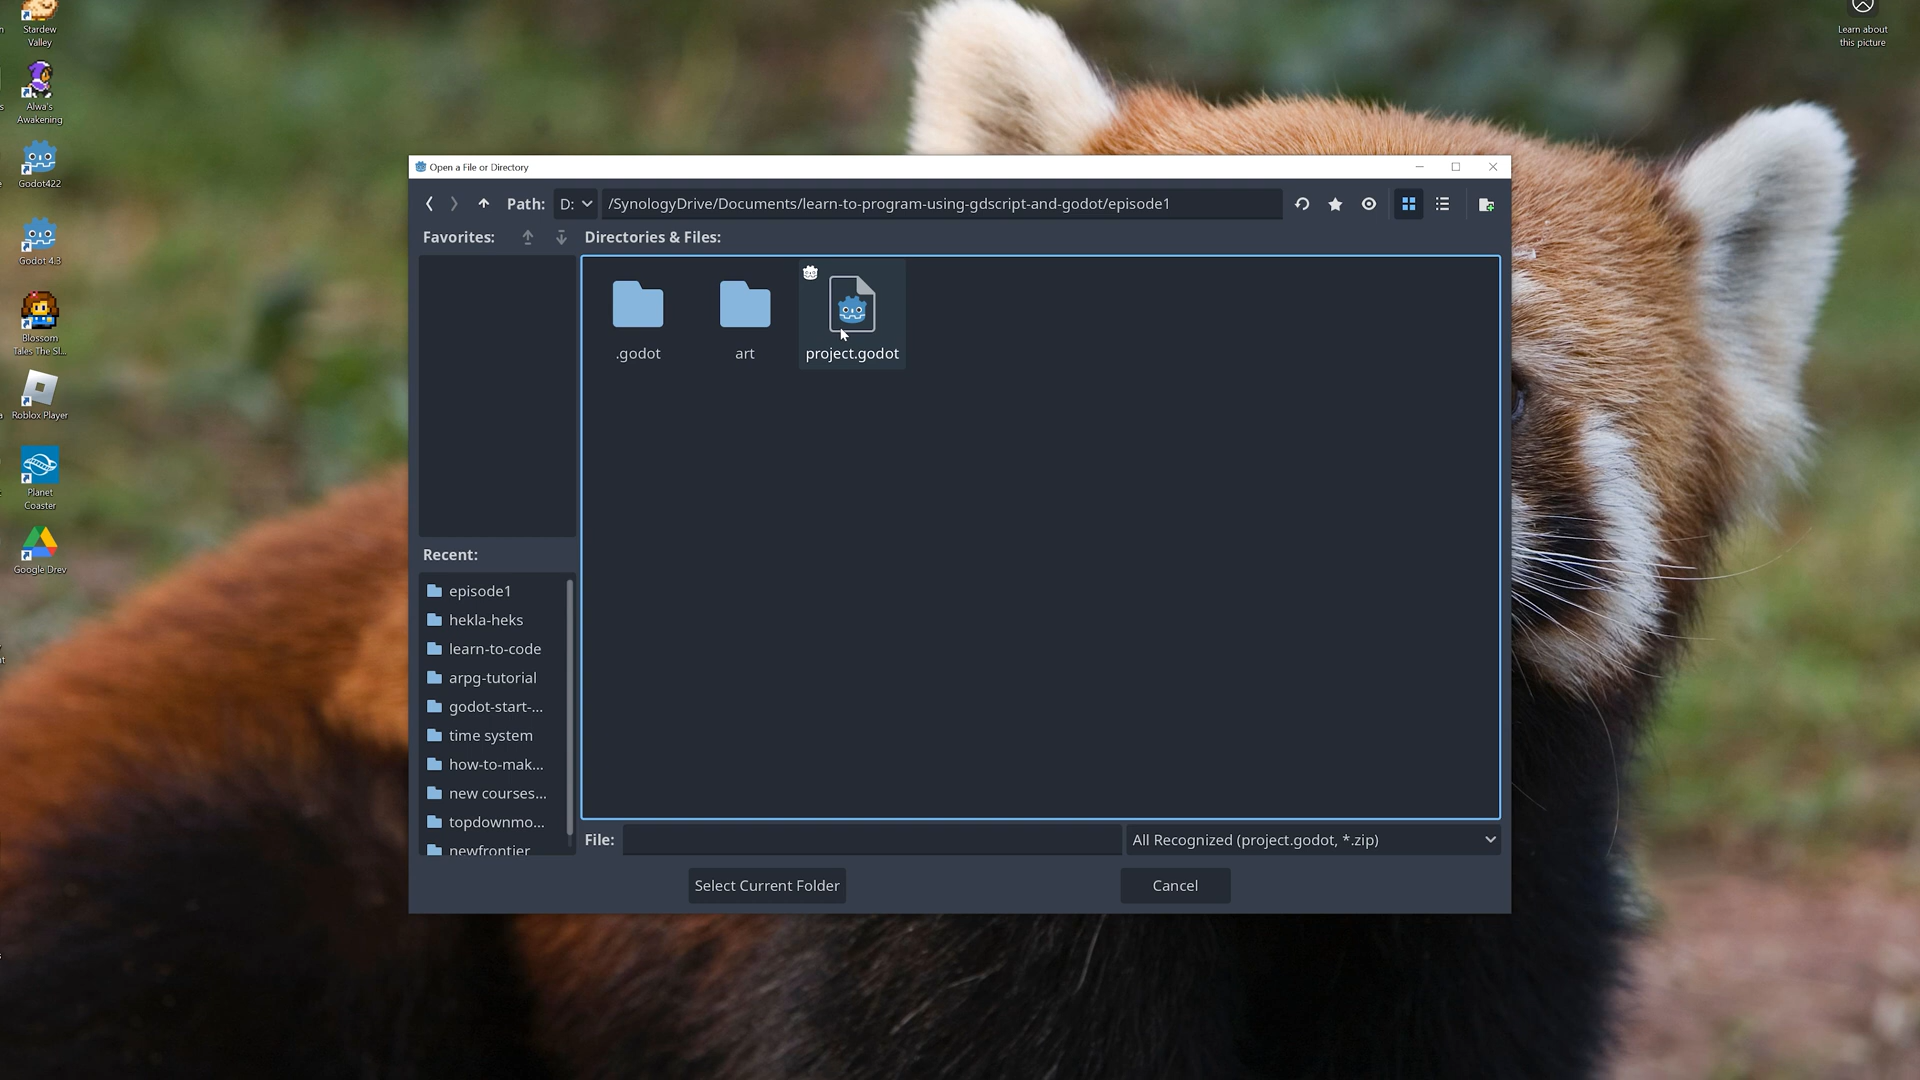 Stardew
Valley
Alwa's
Awakening
Godot422
Godot 4.3
Blossom
Tales The Sl...
Roblox Player
Planet
Coaster
Google Drev
Learn about
this picture
Open a File or Directory
Path: D: /SynologyDrive/Documents/learn-to-program-using-gdscript-and-godot/episode1
Favorites:
Directories & Files:
.godot
art
project.godot
Recent:
episode1
hekla-heks
learn-to-code
arpg-tutorial
godot-start-...
time system
how-to-mak...
new courses...
topdownmo...
newfrontier
File:
All Recognized (project.godot, *.zip)
Select Current Folder
Cancel